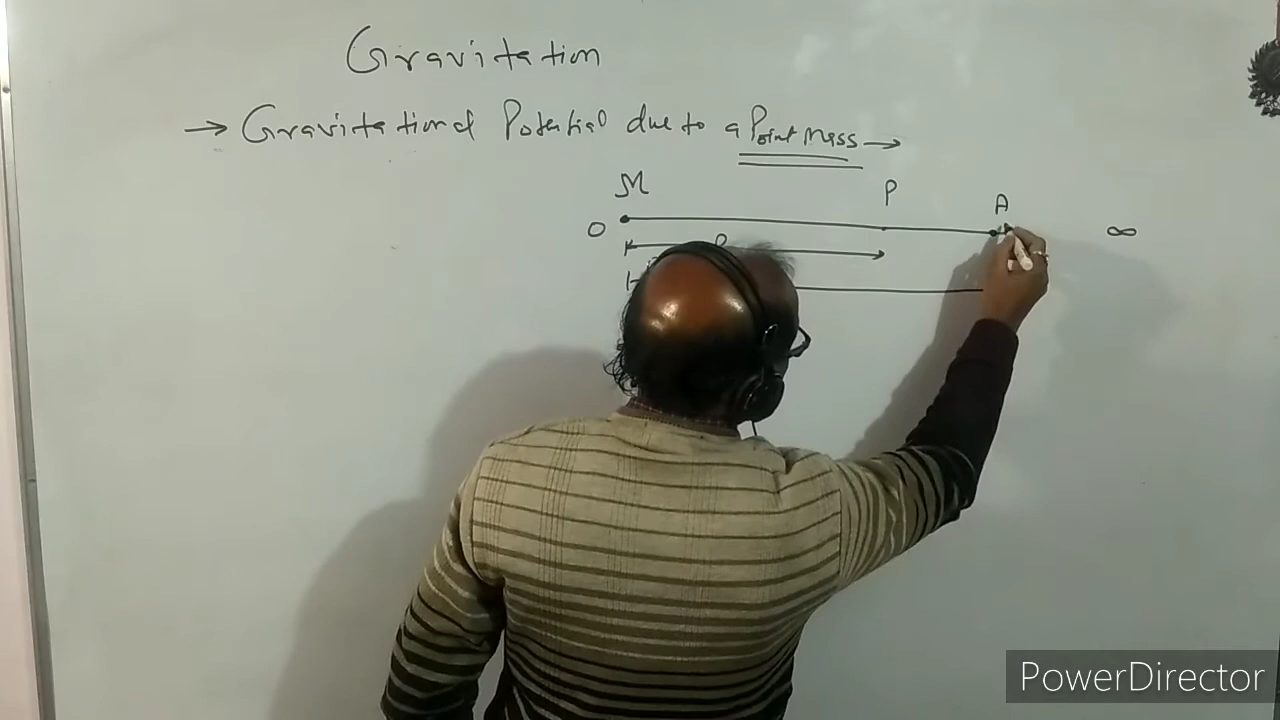 Gravitation
→ Gravitational Potential due to a Point Mass →
M P A
O ∞
PowerDirector